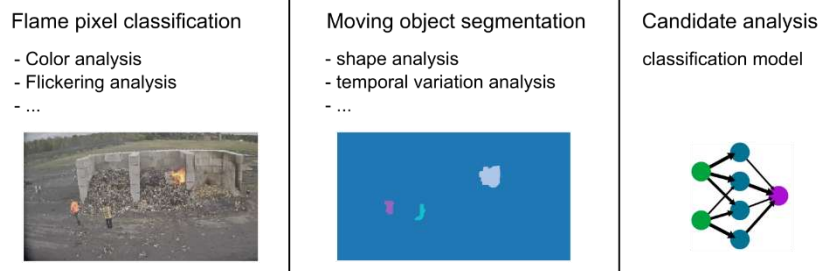 Flame pixel classification
- Color analysis
- Flickering analysis
- ...
Moving object segmentation
- shape analysis
- temporal variation analysis
- ...
Candidate analysis
classification model